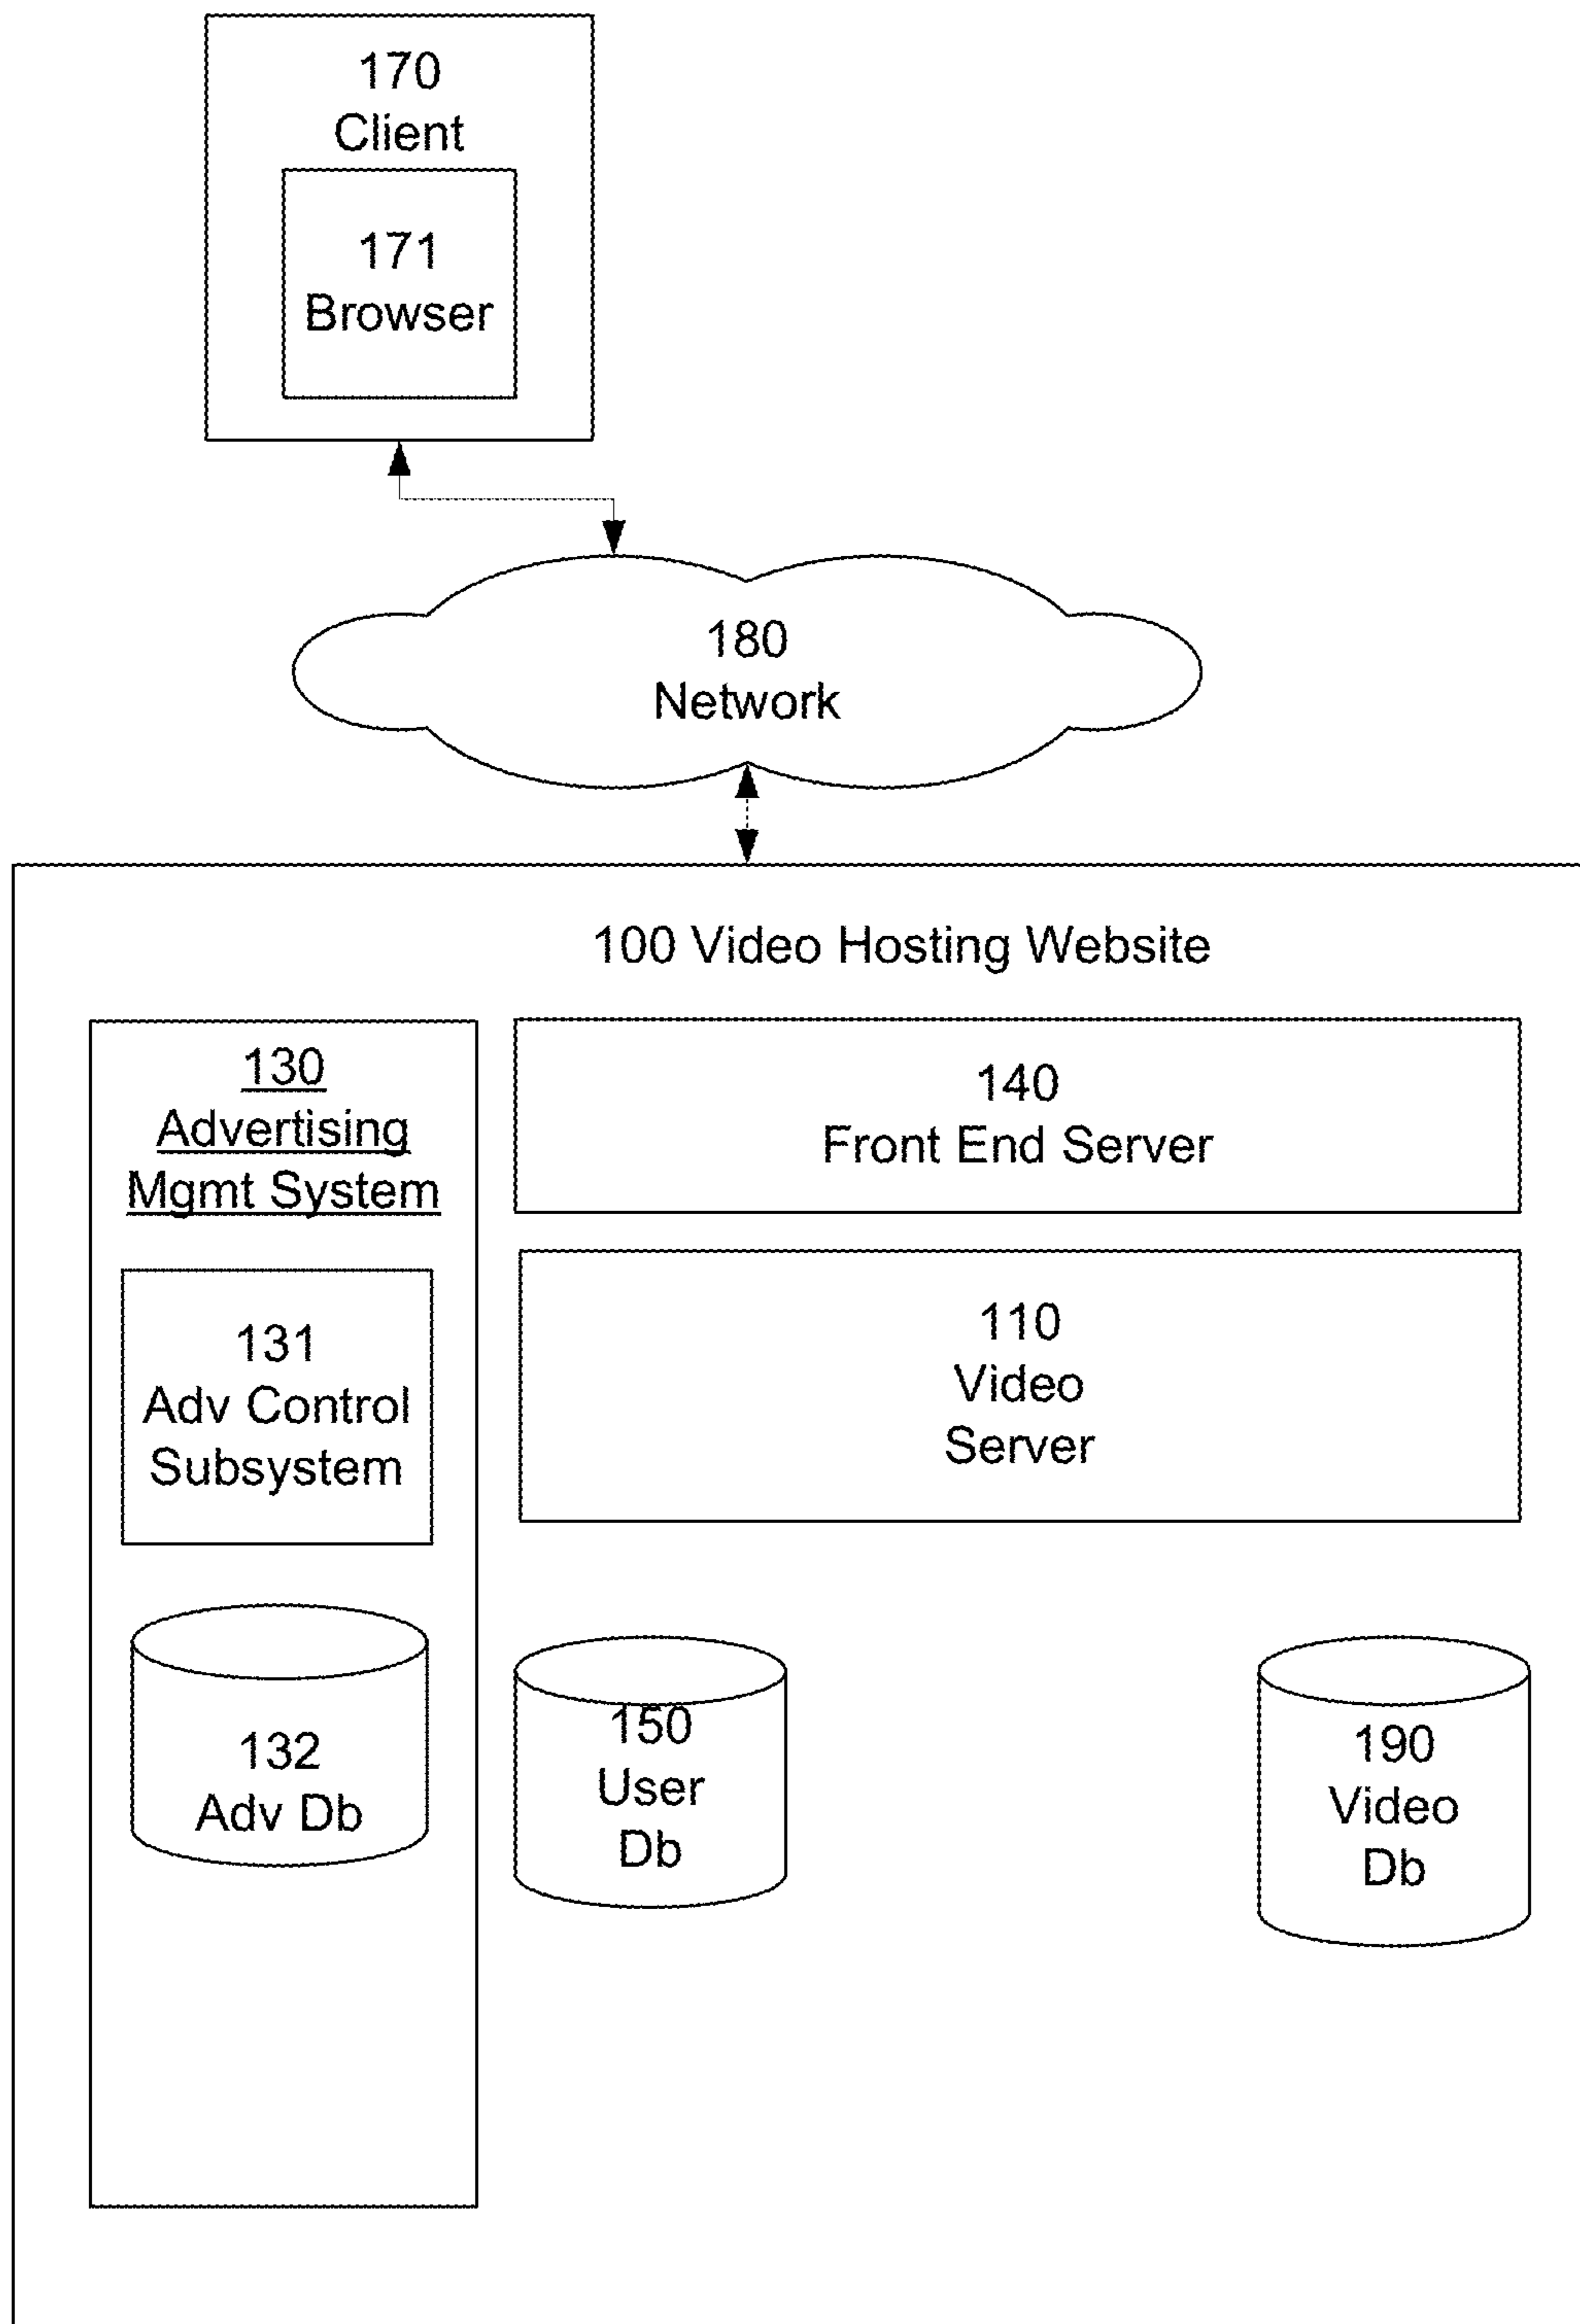 170
Client
171
Browser
180
Network
100 Video Hosting Website
130
Advertising
Mgmt System
140
Front End Server
131
Adv Control
Subsystem
110
Video
Server
132
Adv Db
150
User
Db
190
Video
Db